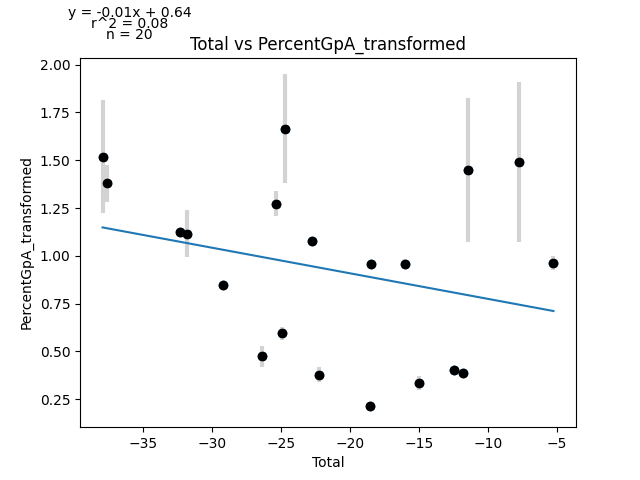 y = -0.01x + 0.64
r^2 = 0.08
n = 20
Total vs PercentGpA_transformed
2.00
1.75
1.50
1.25
1.00
0.75
0.50
0.25
PercentGpA_transformed
−35 −30 −25 −20 −15 −10 −5
Total